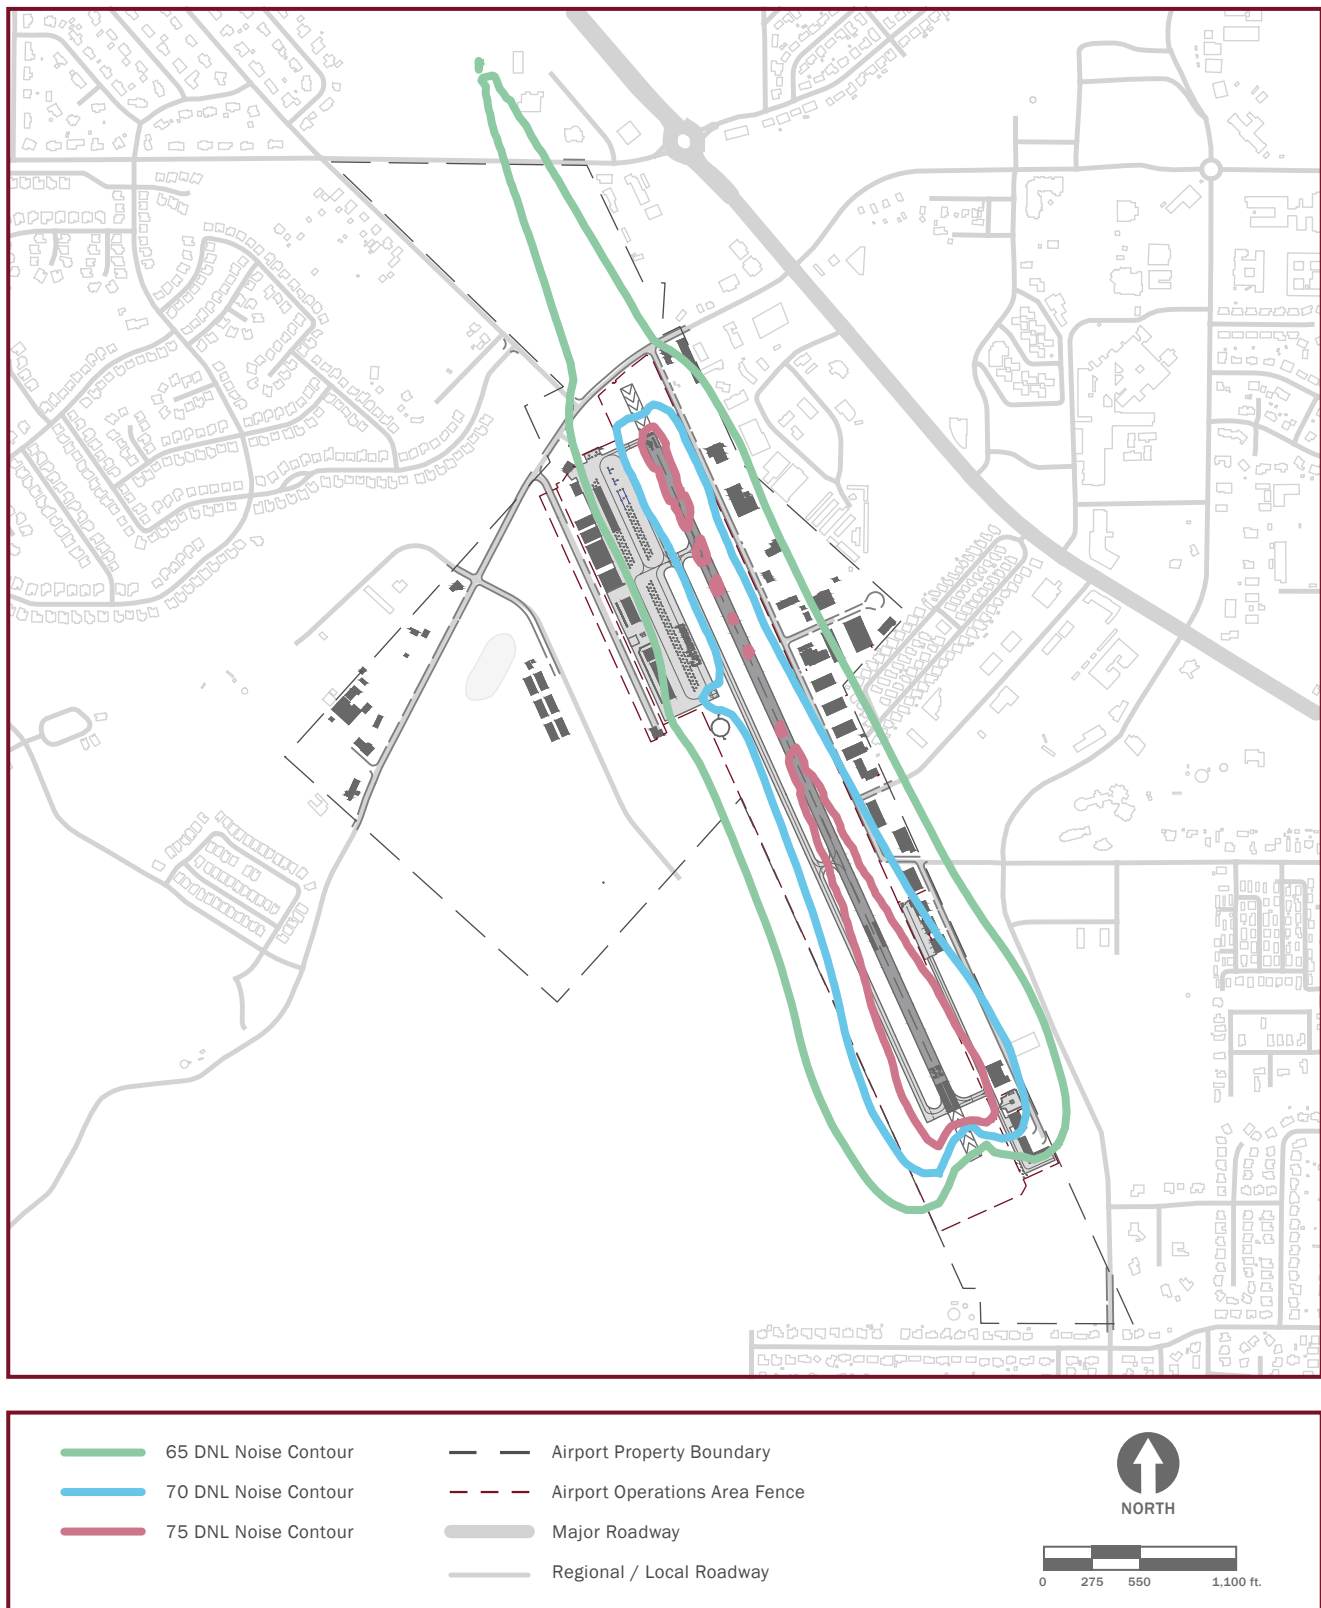 65 DNL Noise Contour
70 DNL Noise Contour
75 DNL Noise Contour
Airport Property Boundary
Airport Operations Area Fence
Major Roadway
Regional / Local Roadway
NORTH
0 275 550 1,100 ft.